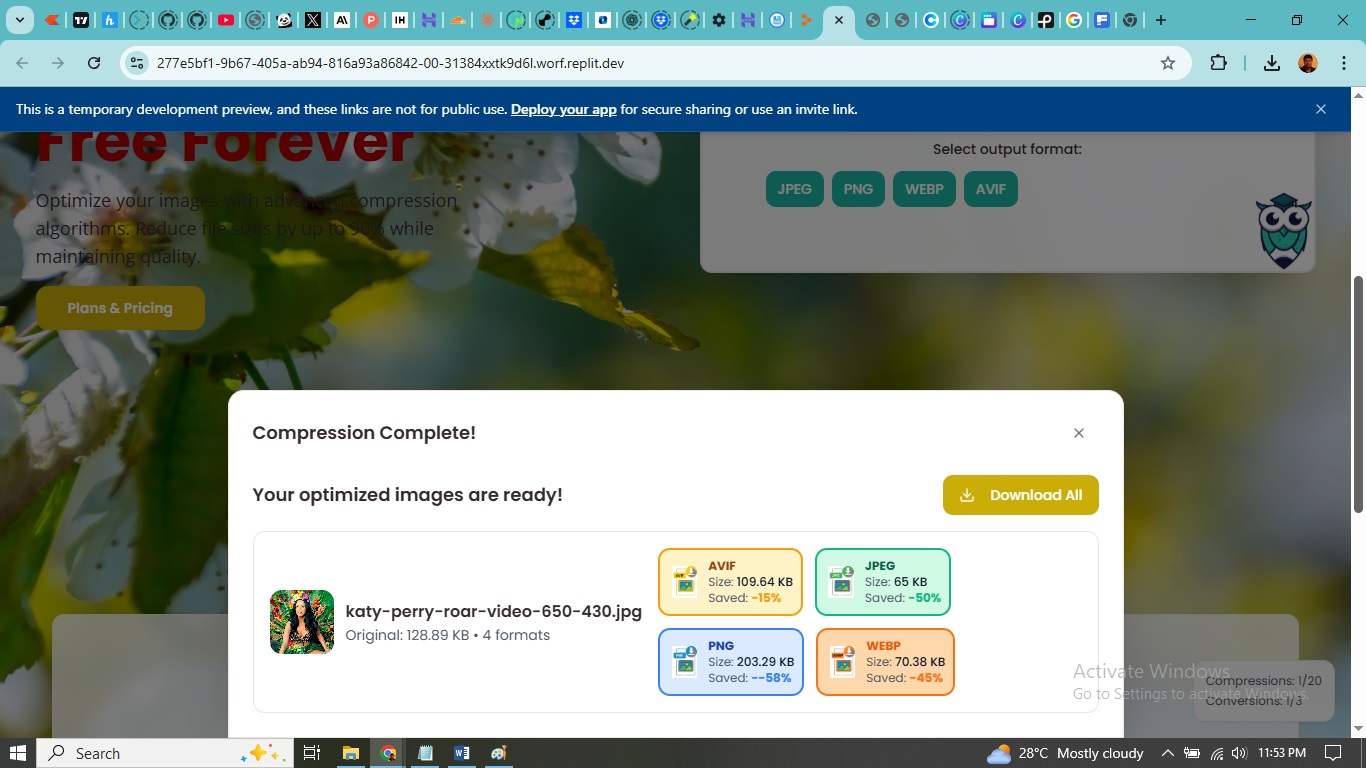 277e5bf1-9b67-405a-ab94-816a93a86842-00-31384xxtk9d6l.worf.replit.dev
This is a temporary development preview, and these links are not for public use. Deploy your app for secure sharing or use an invite link.
Free Forever
Optimize your images with advanced compression
algorithms. Reduce file sizes by up to 90% while
maintaining quality.
Plans & Pricing
Select output format:
JPEG PNG WEBP AVIF
Compression Complete!
Your optimized images are ready!
Download All
katy-perry-roar-video-650-430.jpg
Original: 128.89 KB • 4 formats
AVIF
Size: 109.64 KB
Saved: -15%
JPEG
Size: 65 KB
Saved: -50%
PNG
Size: 203.29 KB
Saved: --58%
WEBP
Size: 70.38 KB
Saved: -45%
Activate Windows
Go to Settings to activate Windows.
Compressions: 1/20
Conversions: 1/3
Search
28°C Mostly cloudy
11:53 PM